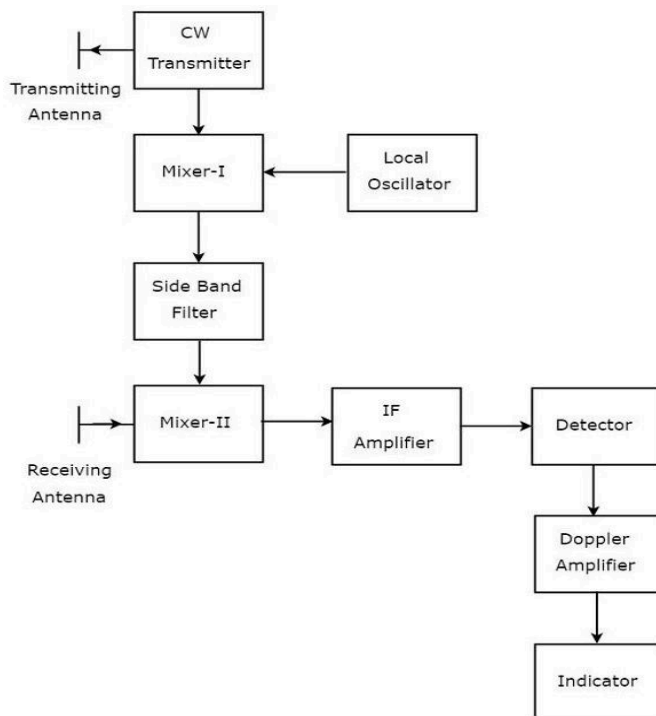 CW
Transmitter
Transmitting
Antenna
Mixer-I
Local
Oscillator
Side Band
Filter
Mixer-II
IF
Amplifier
Detector
Receiving
Antenna
Doppler
Amplifier
Indicator